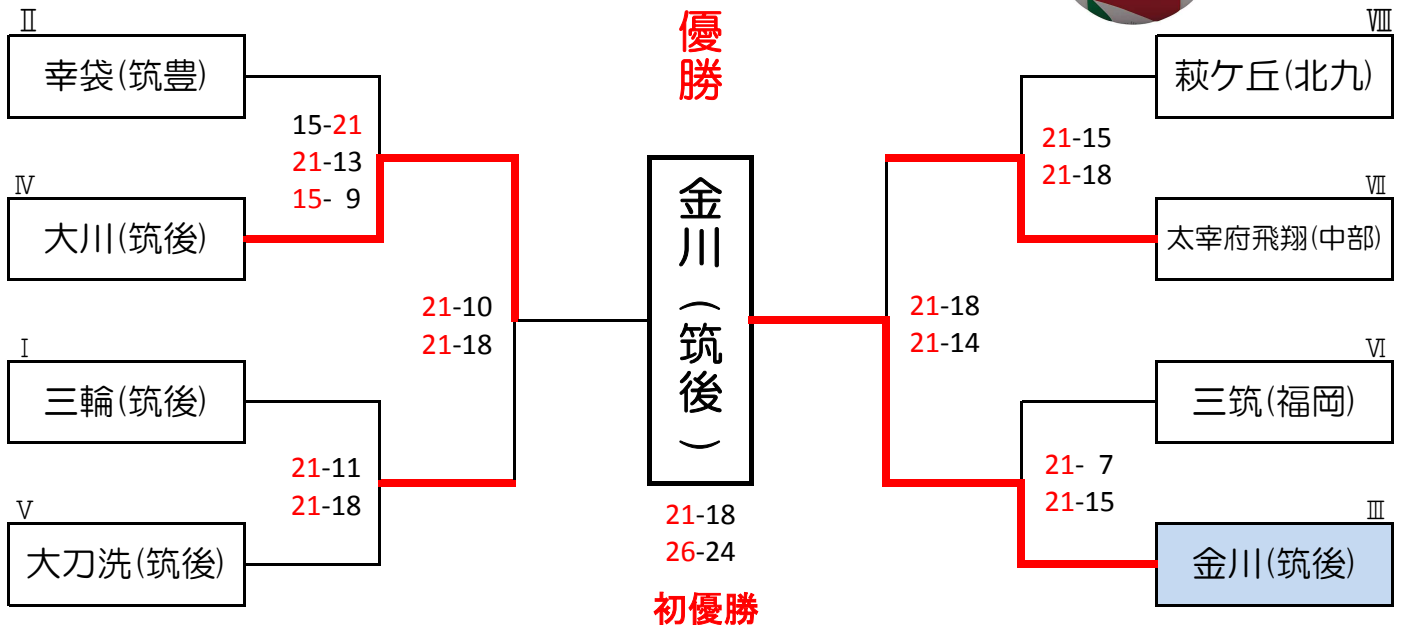 Ⅱ
幸袋(筑豊)
15-21
21-13
15- 9
Ⅳ
大川(筑後)
21-10
21-18
Ⅰ
三輪(筑後)
21-11
21-18
Ⅴ
大刀洗(筑後)
優勝
金川(筑後)
21-18
26-24
初優勝
Ⅷ
萩ケ丘(北九)
21-15
21-18
Ⅶ
太宰府飛翔(中部)
21-18
21-14
Ⅵ
三筑(福岡)
21- 7
21-15
Ⅲ
金川(筑後)